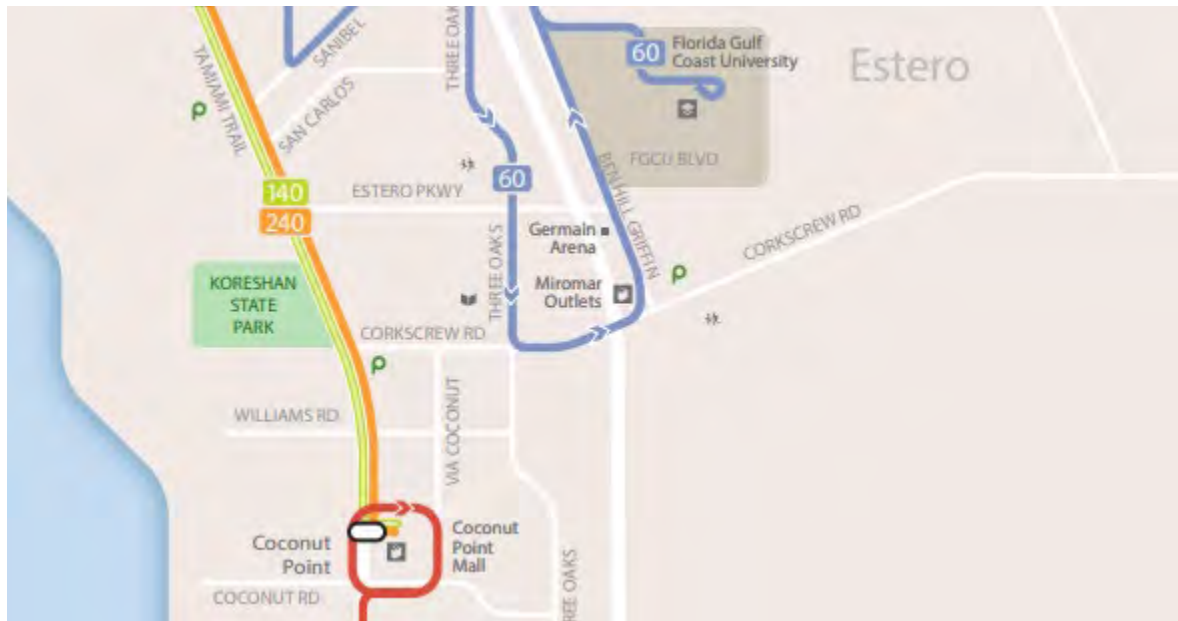 SANIBEL
THREE OAK
TAMIAMI TRAIL
SAN CARLOS
60
Florida Gulf
Coast University
Estero
FGCU BLVD
60
140
240
ESTERO PKWY
BEN HILL GRIFFIN
CORKSCREW RD
Germain
Arena
THREE OAKS
Miromar
Outlets
KORESHAN
STATE
PARK
CORKSCREW RD
WILLIAMS RD
VIA COCONUT
Coconut
Point
Coconut
Point
Mall
COCONUT RD
REE OAKS